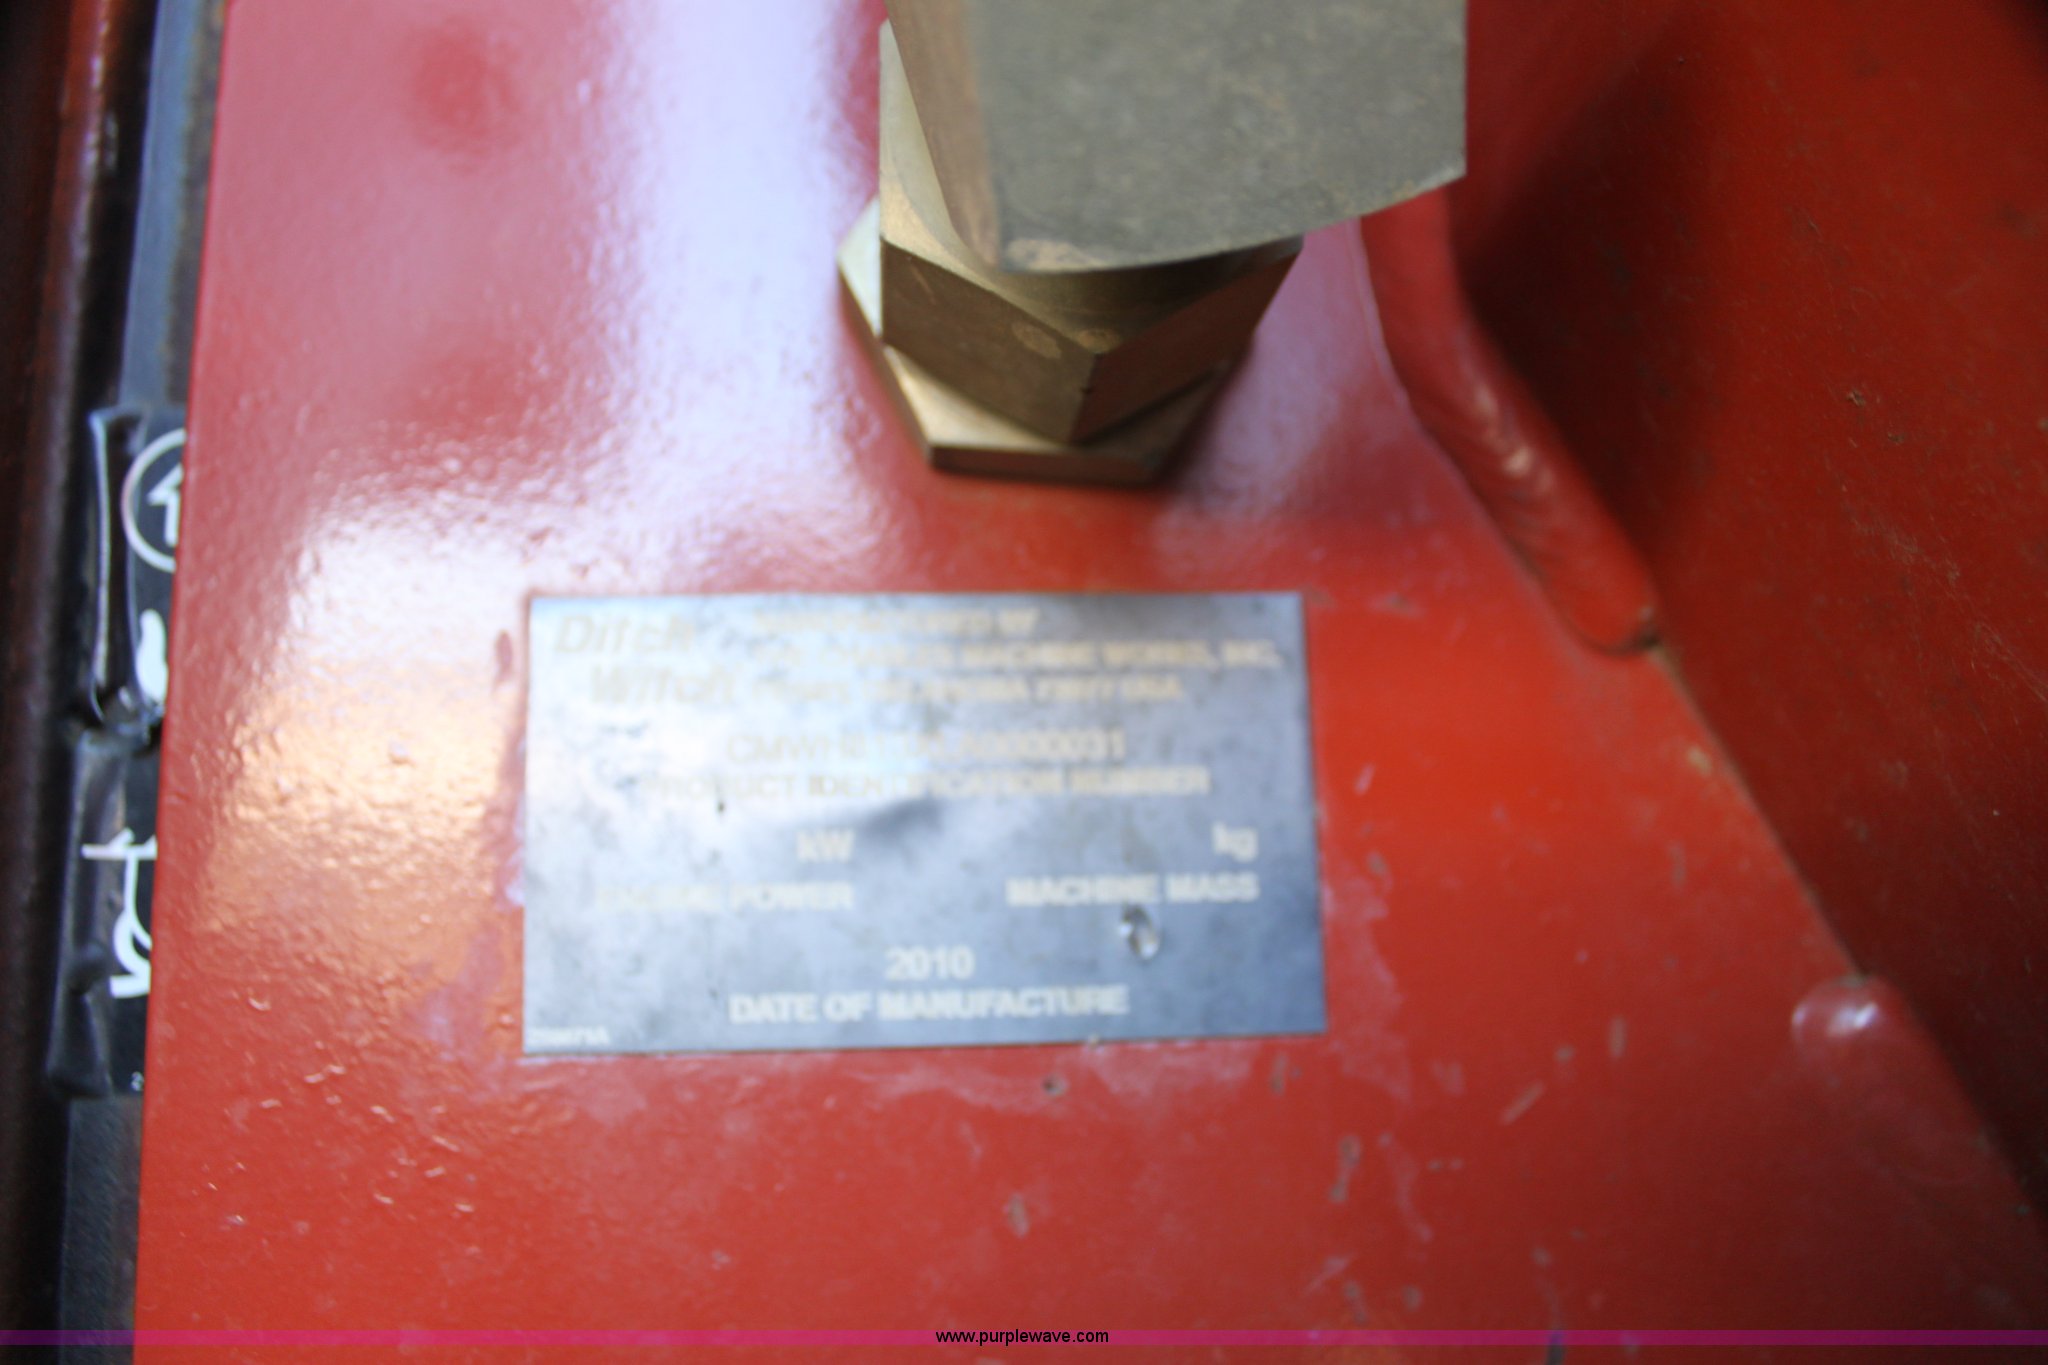 Ditch
Witch
MANUFACTURED BY
THE CHARLES MACHINE WORKS, INC.
OKLAHOMA 73077 USA
PRODUCT IDENTIFICATION NUMBER
kW
kg
ENGINE POWER
MACHINE MASS
2010
DATE OF MANUFACTURE
www.purplewave.com